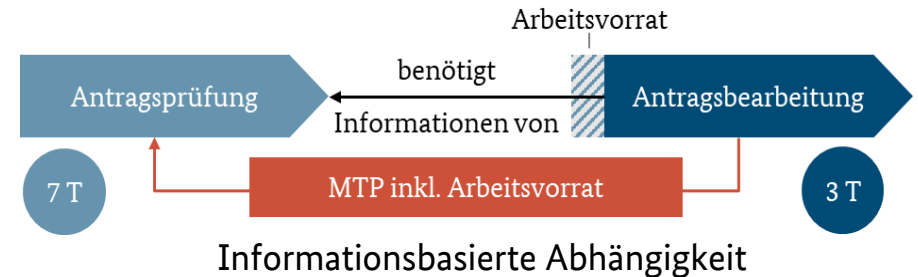 Arbeitsvorrat
benötigt
Antragsprüfung
Antragsbearbeitung
Informationen von
7 T
MTP inkl. Arbeitsvorrat
3 T
Informationsbasierte Abhängigkeit